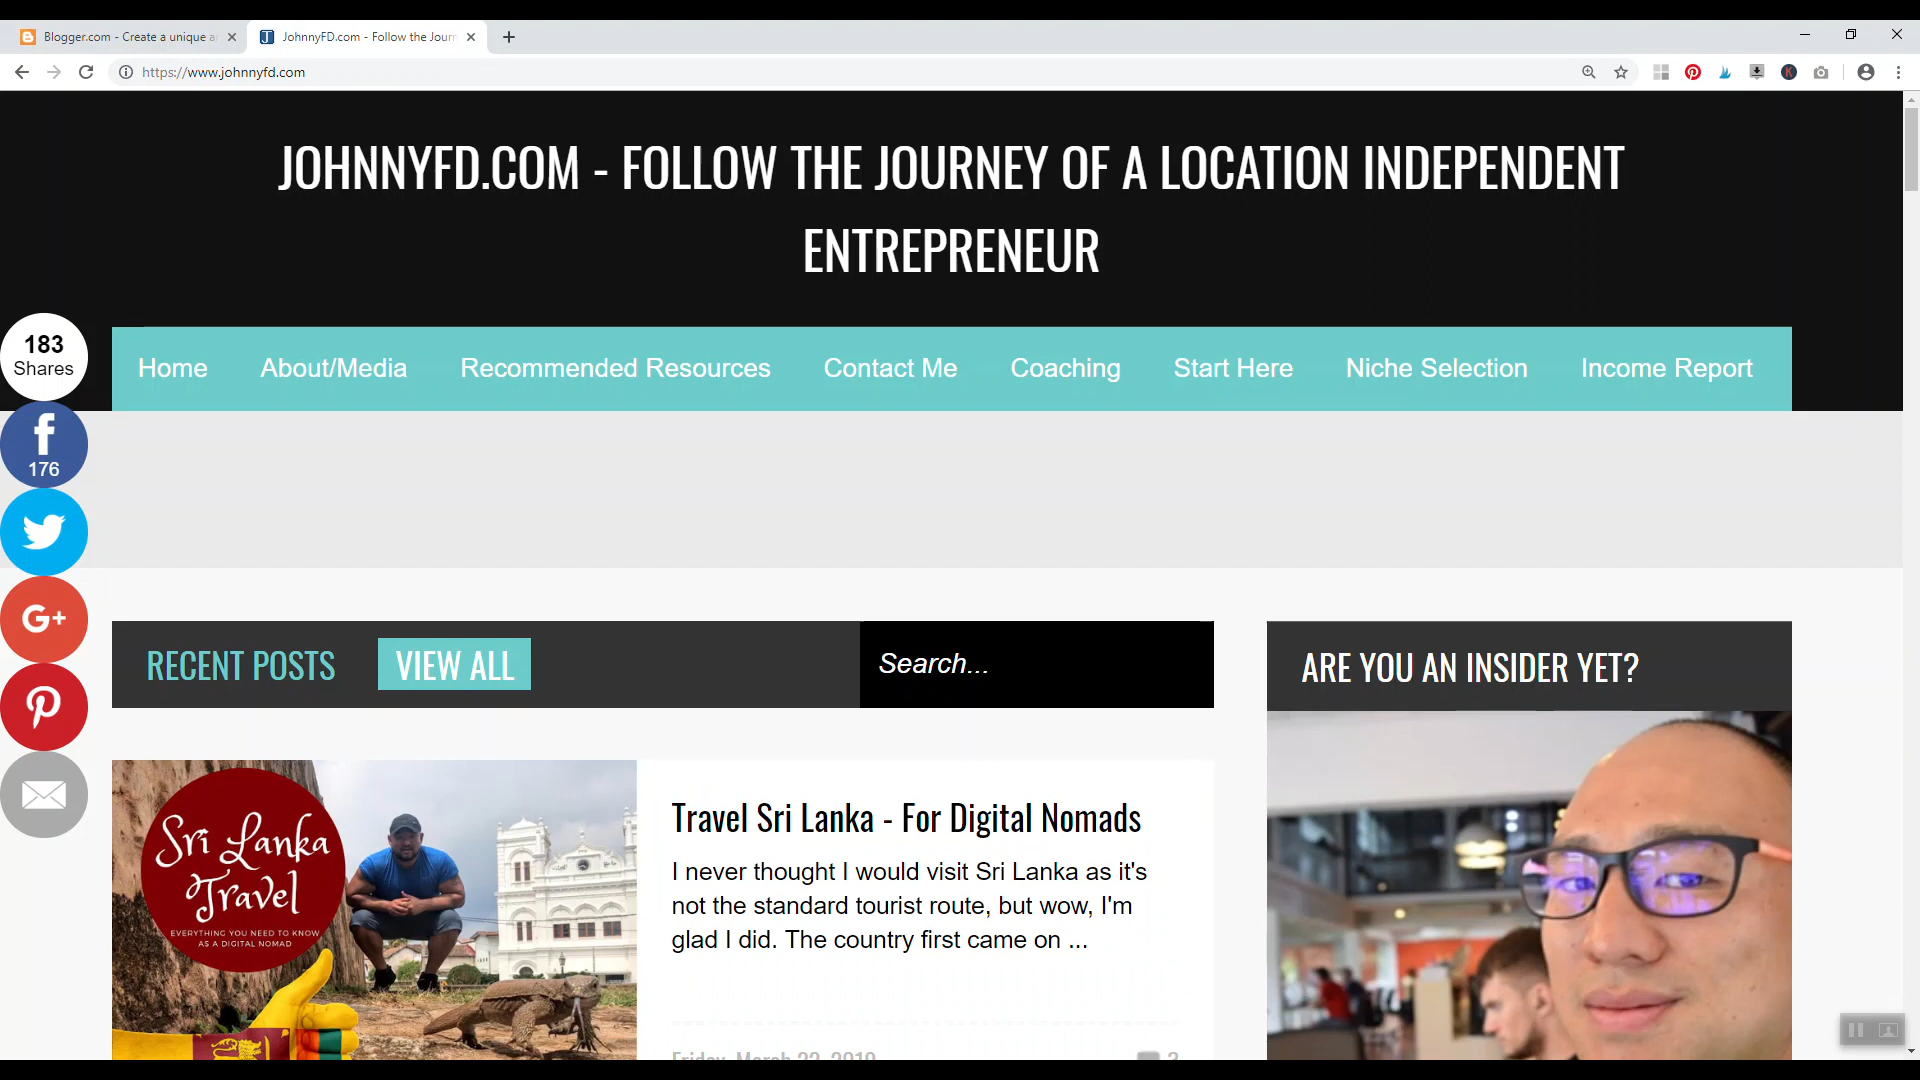 Blogger.com - Create a unique a
JohnnyFD.com - Follow the Journ
https://www.johnnyfd.com
JOHNNYFD.COM - FOLLOW THE JOURNEY OF A LOCATION INDEPENDENT
ENTREPRENEUR
183
Shares
Home About/Media Recommended Resources Contact Me Coaching Start Here Niche Selection Income Report
176
RECENT POSTS VIEW ALL Search...
ARE YOU AN INSIDER YET?
Sri Lanka
Travel
EVERYTHING YOU NEED TO KNOW
AS A DIGITAL NOMAD
Travel Sri Lanka - For Digital Nomads
I never thought I would visit Sri Lanka as it's
not the standard tourist route, but wow, I'm
glad I did. The country first came on ...
Friday, March 22, 2019